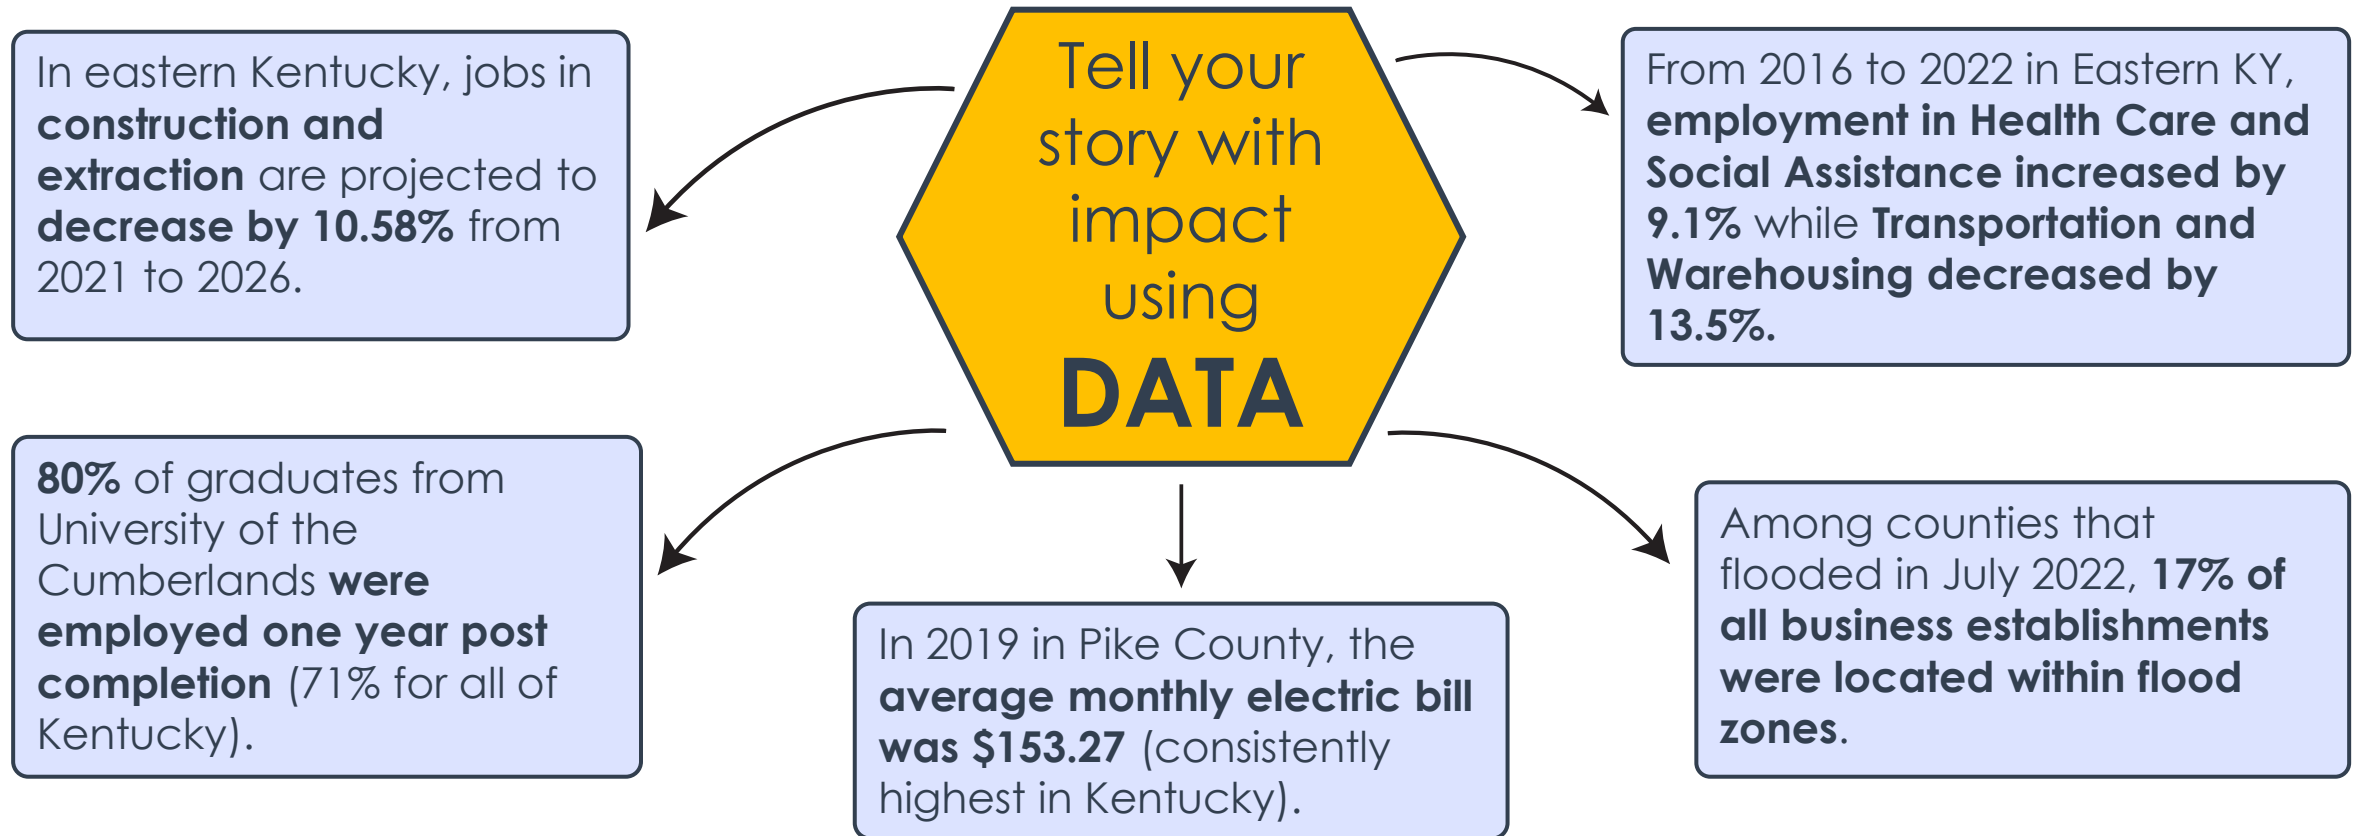 Tell your
story with
impact
using
DATA
In eastern Kentucky, jobs in
construction and
extraction are projected to
decrease by 10.58% from
2021 to 2026.
From 2016 to 2022 in Eastern KY,
employment in Health Care and
Social Assistance increased by
9.1% while Transportation and
Warehousing decreased by
13.5%.
80% of graduates from
University of the
Cumberlands were
employed one year post
completion (71% for all of
Kentucky).
In 2019 in Pike County, the
average monthly electric bill
was $153.27 (consistently
highest in Kentucky).
Among counties that
flooded in July 2022, 17% of
all business establishments
were located within flood
zones.